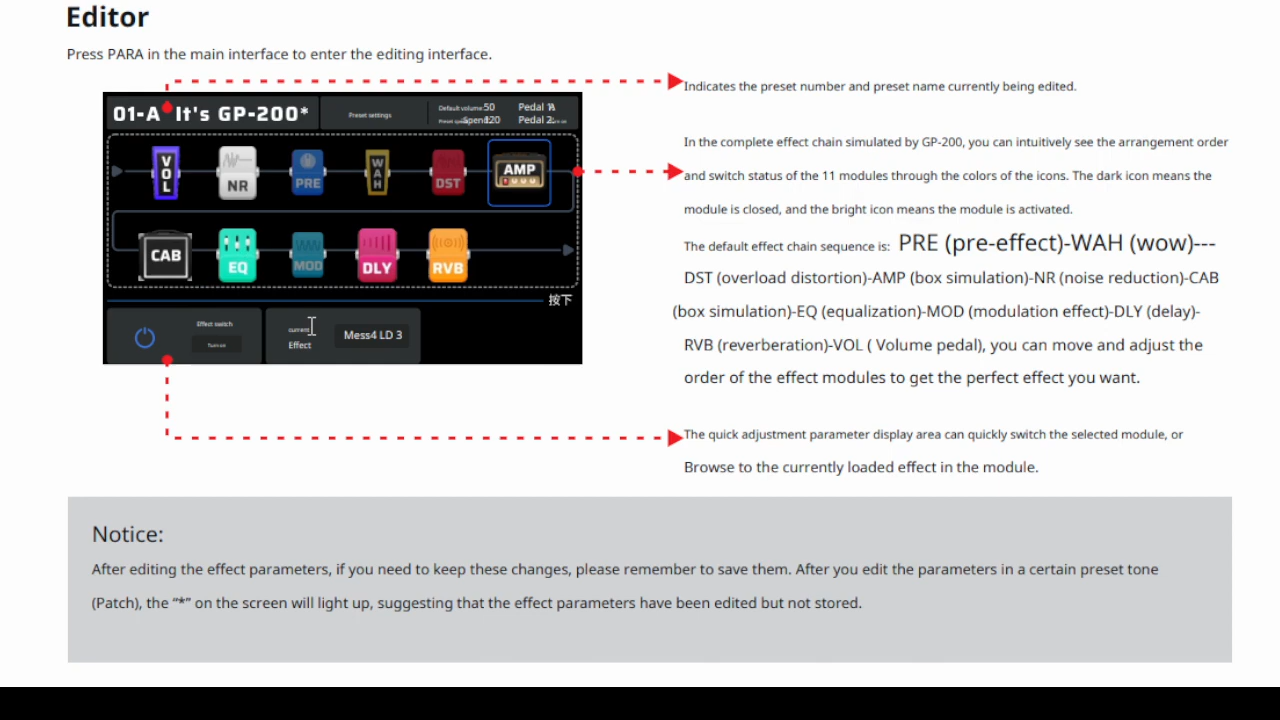 Editor
Press PARA in the main interface to enter the editing interface.
01-A It's GP-200*
Preset settings
Default volume 50
Pedal 1
120
Pedal 2
VOL
NR
PRE
WAH
DST
AMP
CAB
EQ
MOD
DLY
RVB
按下
Effect switch
Turn on
current
Effect
Mess4 LD 3
Indicates the preset number and preset name currently being edited.
In the complete effect chain simulated by GP-200, you can intuitively see the arrangement order
and switch status of the 11 modules through the colors of the icons. The dark icon means the
module is closed, and the bright icon means the module is activated.
The default effect chain sequence is: PRE (pre-effect)-WAH (wow)---
DST (overload distortion)-AMP (box simulation)-NR (noise reduction)-CAB
(box simulation)-EQ (equalization)-MOD (modulation effect)-DLY (delay)-
RVB (reverberation)-VOL ( Volume pedal), you can move and adjust the
order of the effect modules to get the perfect effect you want.
The quick adjustment parameter display area can quickly switch the selected module, or
Browse to the currently loaded effect in the module.
Notice:
After editing the effect parameters, if you need to keep these changes, please remember to save them. After you edit the parameters in a certain preset tone
(Patch), the “*” on the screen will light up, suggesting that the effect parameters have been edited but not stored.